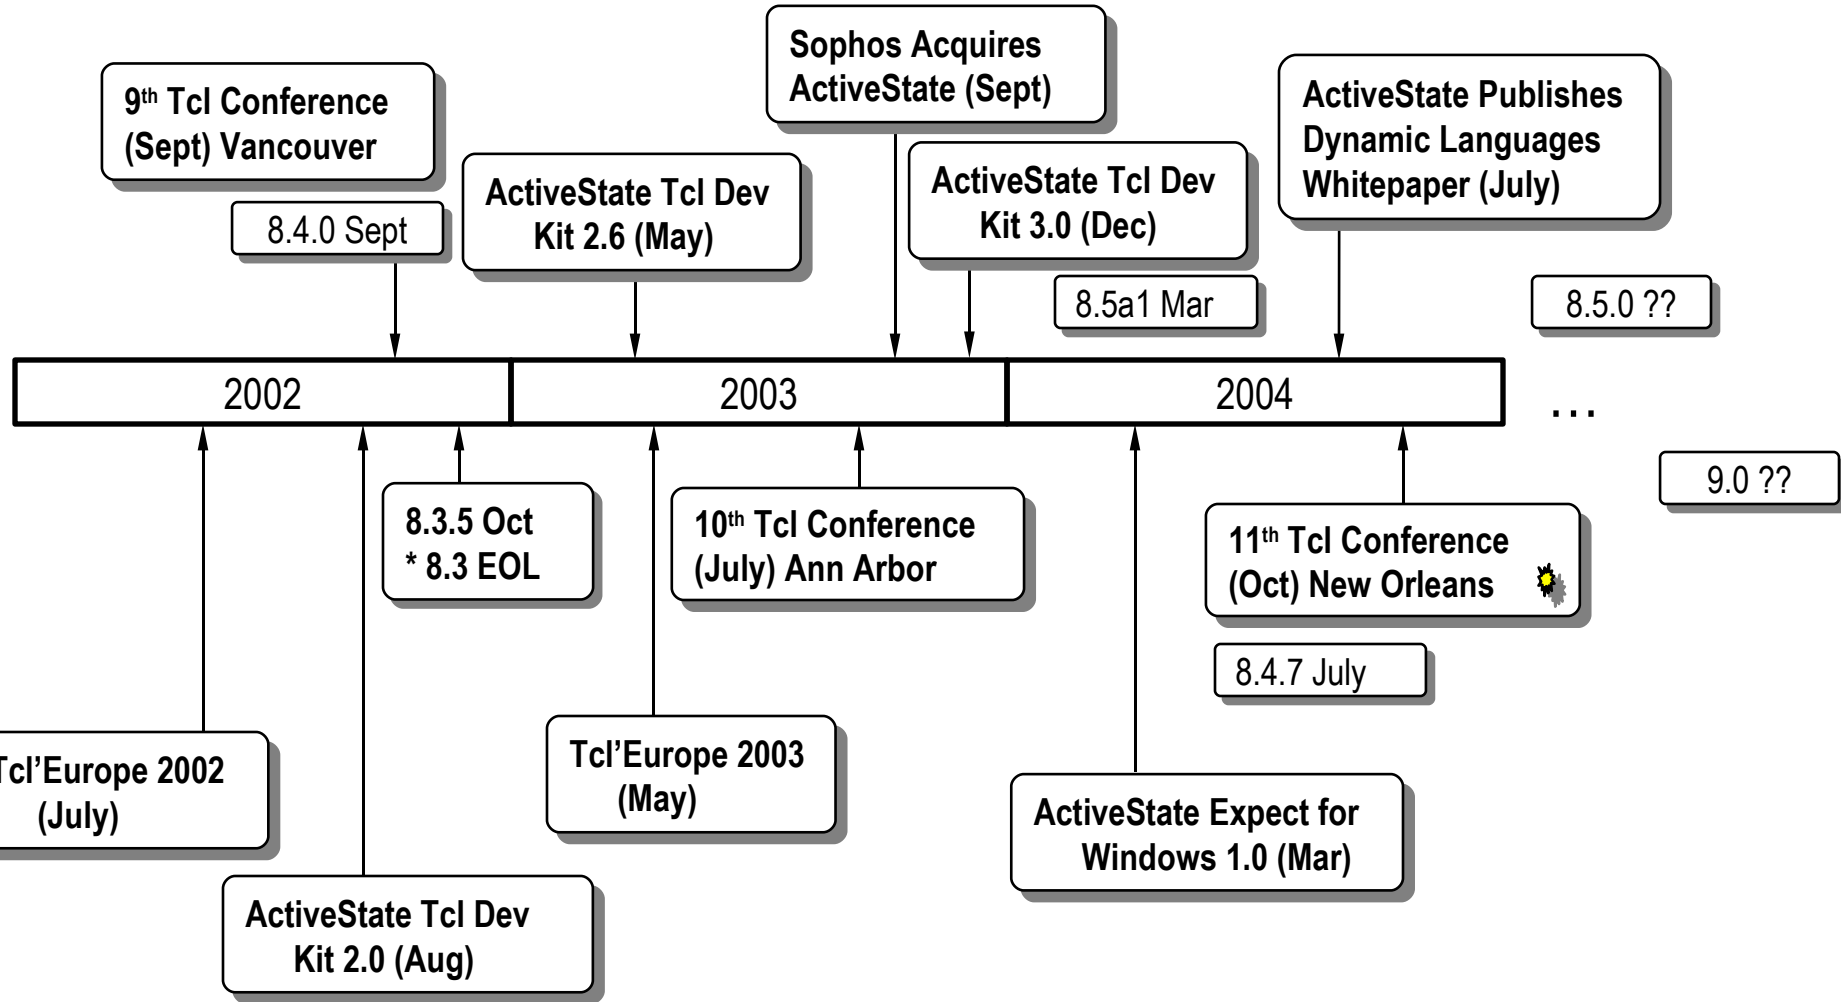 Sophos Acquires
ActiveState (Sept)
9th Tcl Conference
(Sept) Vancouver
ActiveState Publishes
Dynamic Languages
Whitepaper (July)
8.4.0 Sept
ActiveState Tcl Dev
Kit 2.6 (May)
ActiveState Tcl Dev
Kit 3.0 (Dec)
8.5a1 Mar
8.5.0 ??
2002
2003
2004
...
9.0 ??
8.3.5 Oct
* 8.3 EOL
10th Tcl Conference
(July) Ann Arbor
11th Tcl Conference
(Oct) New Orleans
8.4.7 July
Tcl’Europe 2002
(July)
Tcl’Europe 2003
(May)
ActiveState Expect for
Windows 1.0 (Mar)
ActiveState Tcl Dev
Kit 2.0 (Aug)